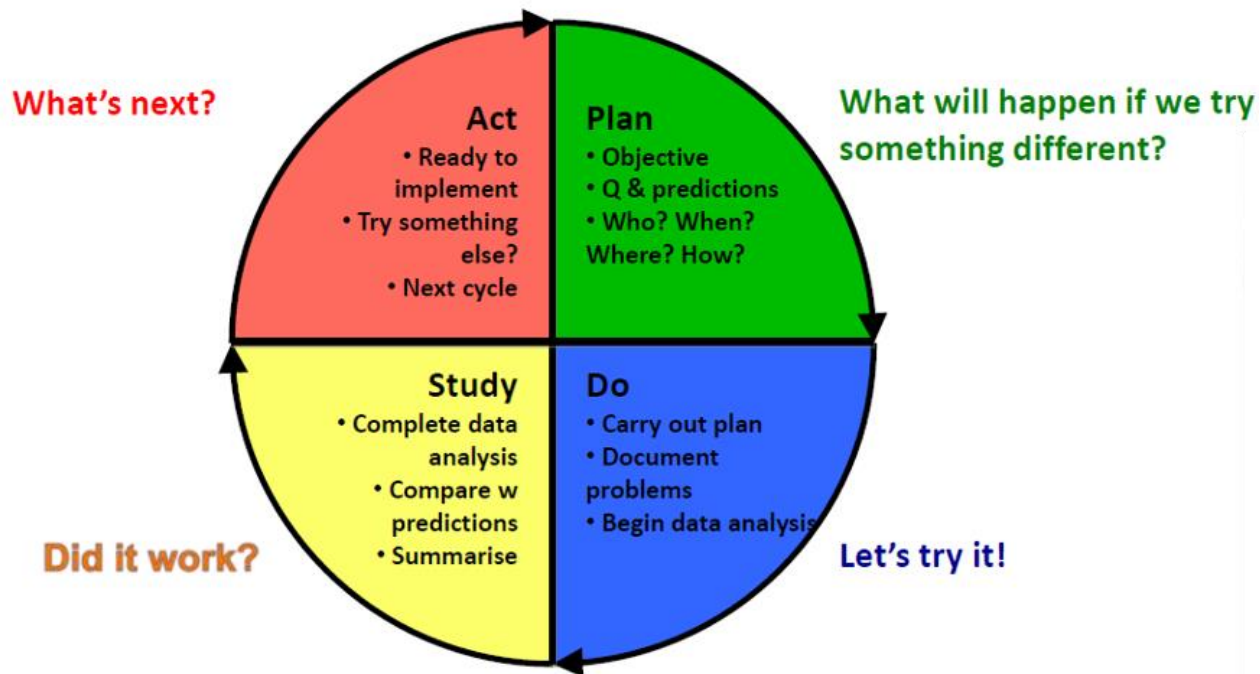 What's next?
Act
• Ready to
implement
• Try something
else?
• Next cycle
Plan
• Objective
• Q & predictions
• Who? When?
Where? How?
What will happen if we try
something different?
Study
• Complete data
analysis
• Compare w
predictions
• Summarise
Do
• Carry out plan
• Document
problems
• Begin data analysis
Did it work?
Let's try it!